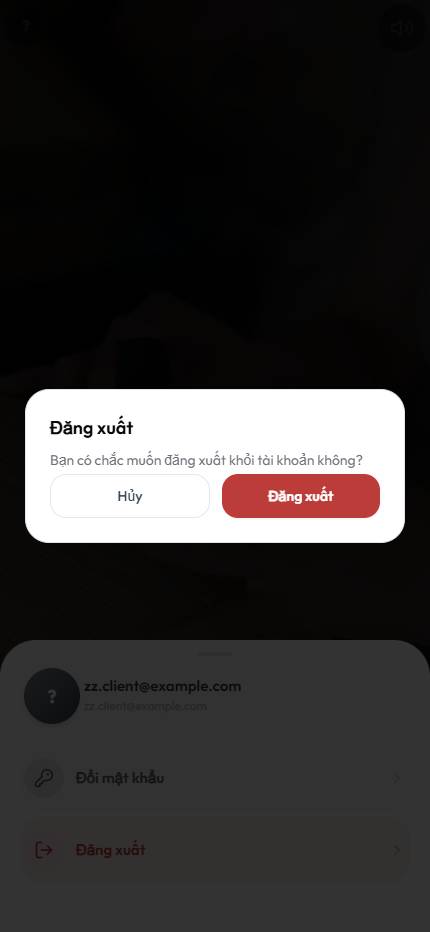 ?
Đăng xuất
Bạn có chắc muốn đăng xuất khỏi tài khoản không?
Hủy
Đăng xuất
?
zz.client@example.com
zz.client@example.com
Đổi mật khẩu
Đăng xuất